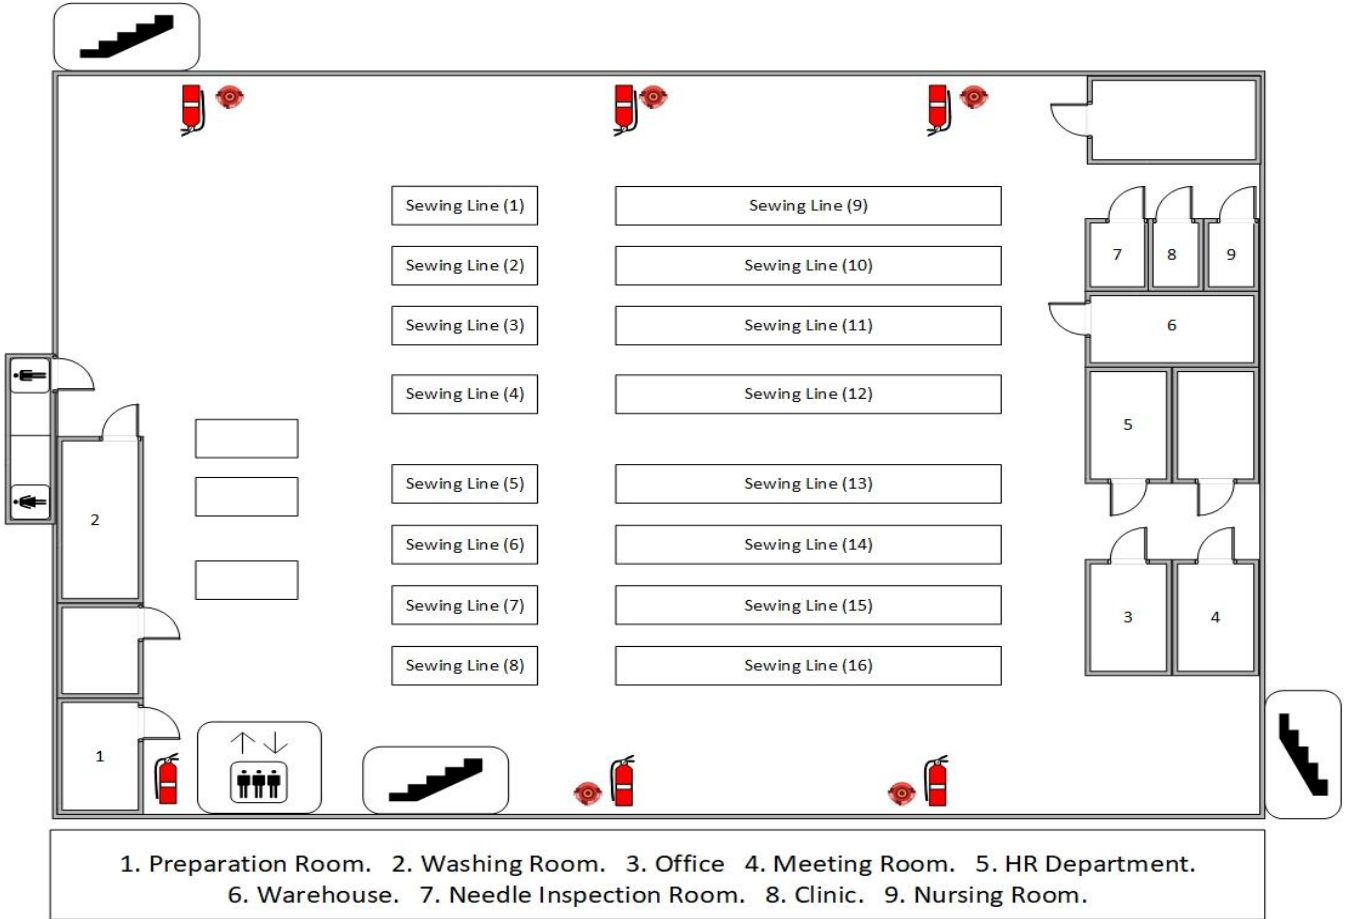 Sewing Line (1)
Sewing Line (9)
Sewing Line (2)
Sewing Line (10)
7
8
9
Sewing Line (3)
Sewing Line (11)
6
Sewing Line (4)
Sewing Line (12)
5
Sewing Line (5)
Sewing Line (13)
2
Sewing Line (6)
Sewing Line (14)
Sewing Line (7)
Sewing Line (15)
3
4
Sewing Line (8)
Sewing Line (16)
1
1. Preparation Room. 2. Washing Room. 3. Office 4. Meeting Room. 5. HR Department.
6. Warehouse. 7. Needle Inspection Room. 8. Clinic. 9. Nursing Room.